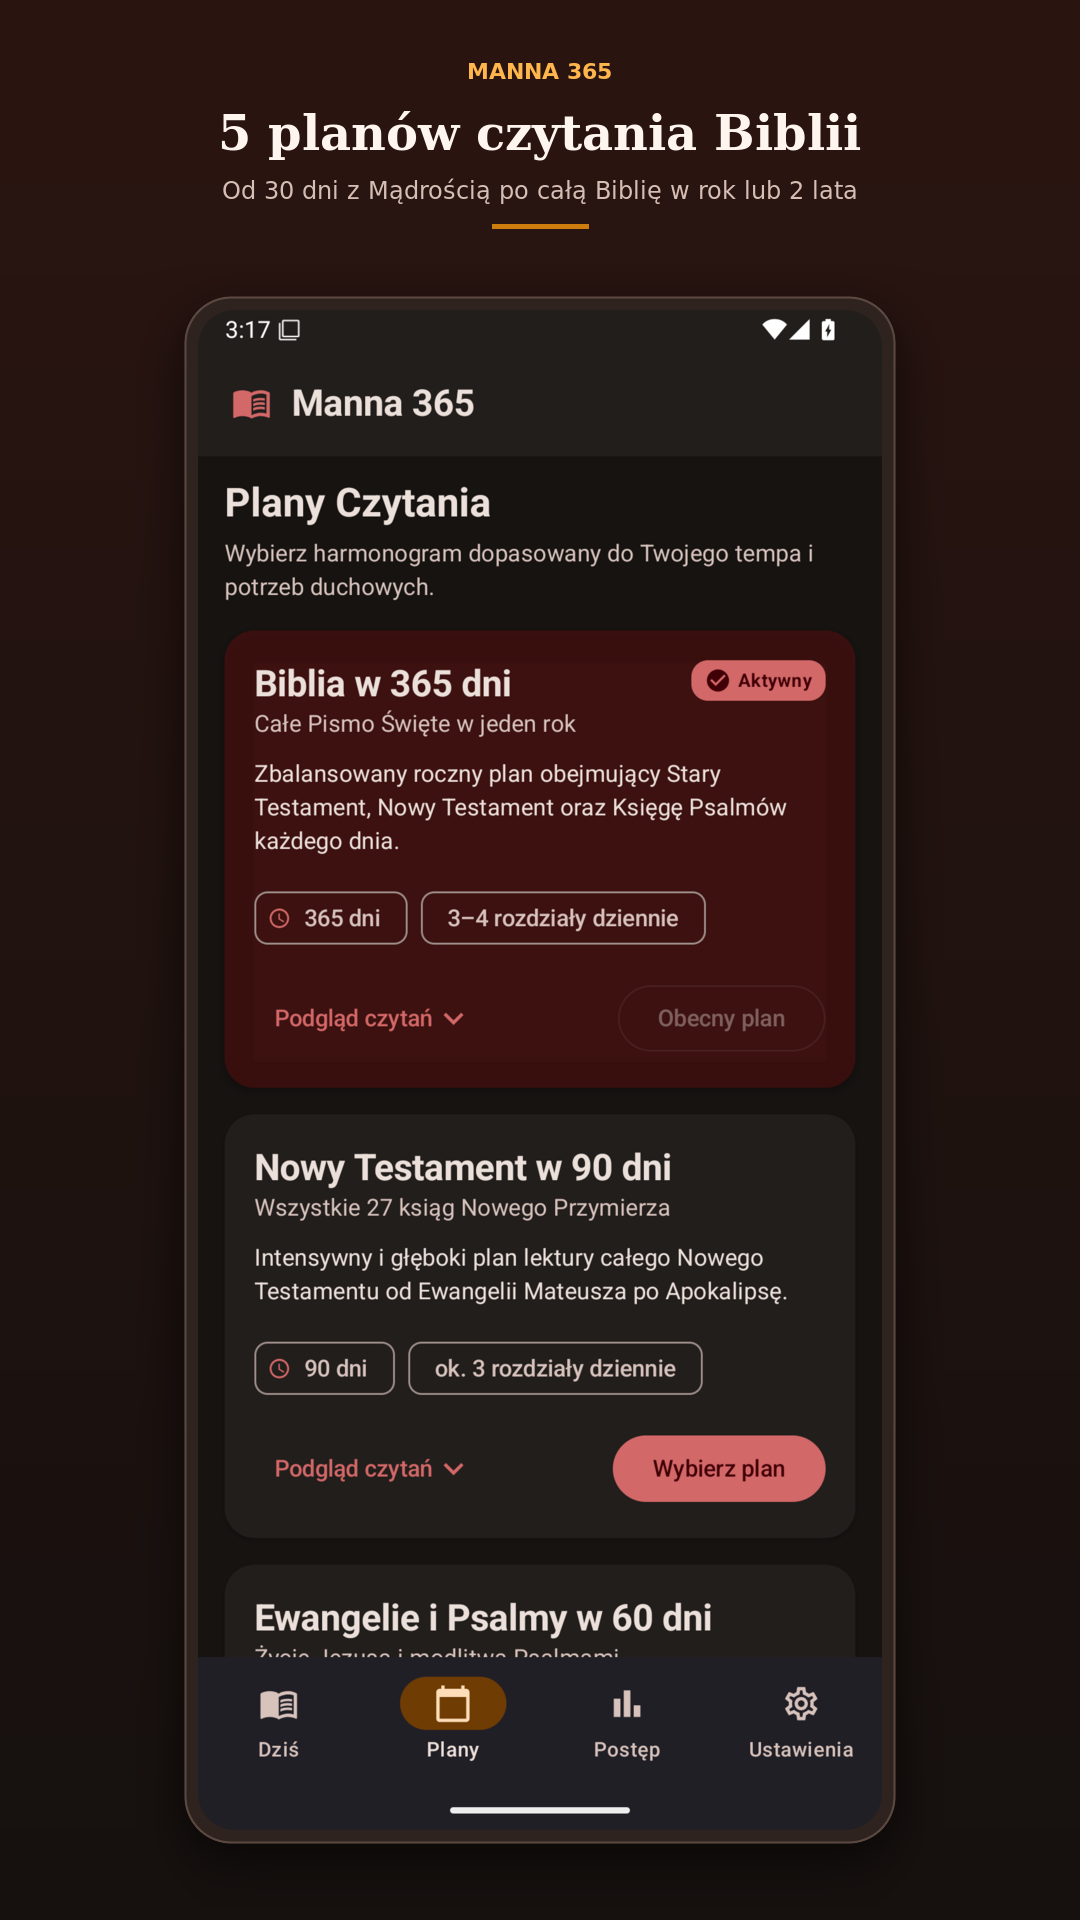 MANNA 365
5 planów czytania Biblii
Od 30 dni z Mądrością po całą Biblię w rok lub 2 lata
3:17
Manna 365
Plany Czytania
Wybierz harmonogram dopasowany do Twojego tempa i
potrzeb duchowych.
Biblia w 365 dni
Aktywny
Całe Pismo Święte w jeden rok
Zbalansowany roczny plan obejmujący Stary
Testament, Nowy Testament oraz Księgę Psalmów
każdego dnia.
365 dni
3–4 rozdziały dziennie
Podgląd czytań
Obecny plan
Nowy Testament w 90 dni
Wszystkie 27 ksiąg Nowego Przymierza
Intensywny i głęboki plan lektury całego Nowego
Testamentu od Ewangelii Mateusza po Apokalipsę.
90 dni
ok. 3 rozdziały dziennie
Podgląd czytań
Wybierz plan
Ewangelie i Psalmy w 60 dni
Życie Jezusa i modlitwa Psalmami
Dziś
Plany
Postęp
Ustawienia